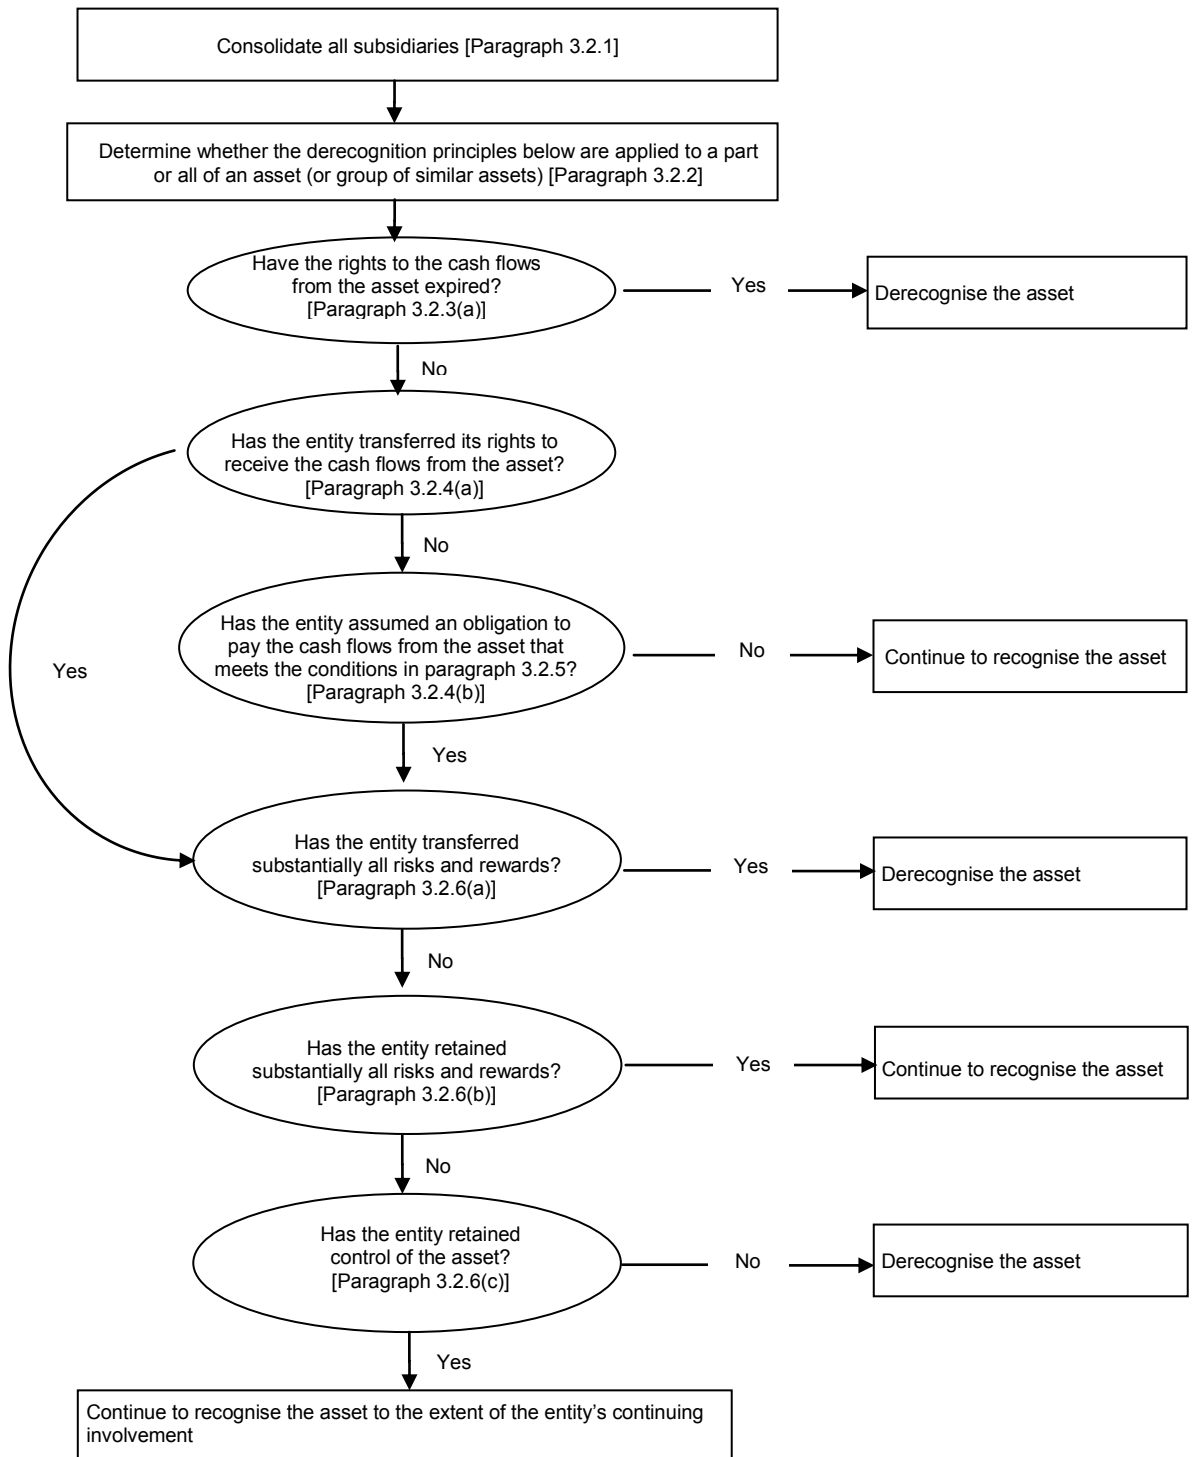 Consolidate all subsidiaries [Paragraph 3.2.1]
Determine whether the derecognition principles below are applied to a part
or all of an asset (or group of similar assets) [Paragraph 3.2.2]
Have the rights to the cash flows
from the asset expired?
[Paragraph 3.2.3(a)]
Yes
Derecognise the asset
No
Has the entity transferred its rights to
receive the cash flows from the asset?
[Paragraph 3.2.4(a)]
No
Has the entity assumed an obligation to
pay the cash flows from the asset that
meets the conditions in paragraph 3.2.5?
[Paragraph 3.2.4(b)]
No
Continue to recognise the asset
Yes
Yes
Has the entity transferred
substantially all risks and rewards?
[Paragraph 3.2.6(a)]
Yes
Derecognise the asset
No
Has the entity retained
substantially all risks and rewards?
[Paragraph 3.2.6(b)]
Yes
Continue to recognise the asset
No
Has the entity retained
control of the asset?
[Paragraph 3.2.6(c)]
No
Derecognise the asset
Yes
Continue to recognise the asset to the extent of the entity’s continuing
involvement